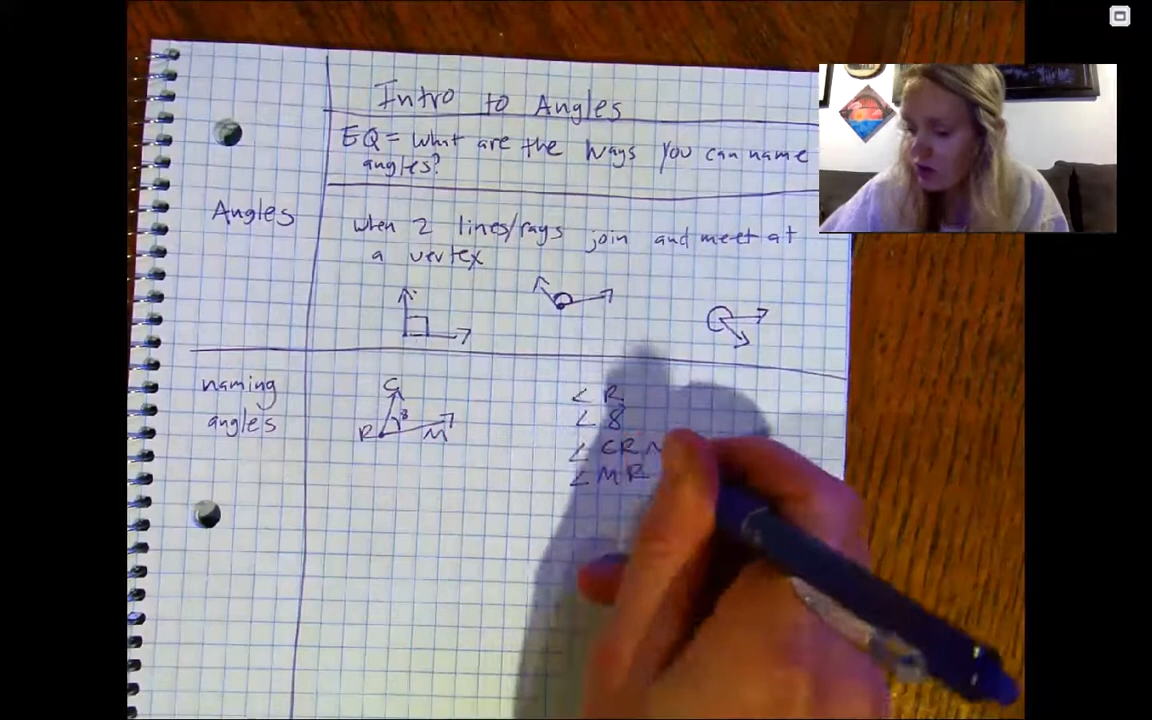 Intro to Angles
EQ = what are the ways you can name
angles?
Angles
when 2 lines/rays join and meet at
a vertex
naming
angles
C
8
R
M
∠ R
∠ 8
∠ CRM
∠ MR